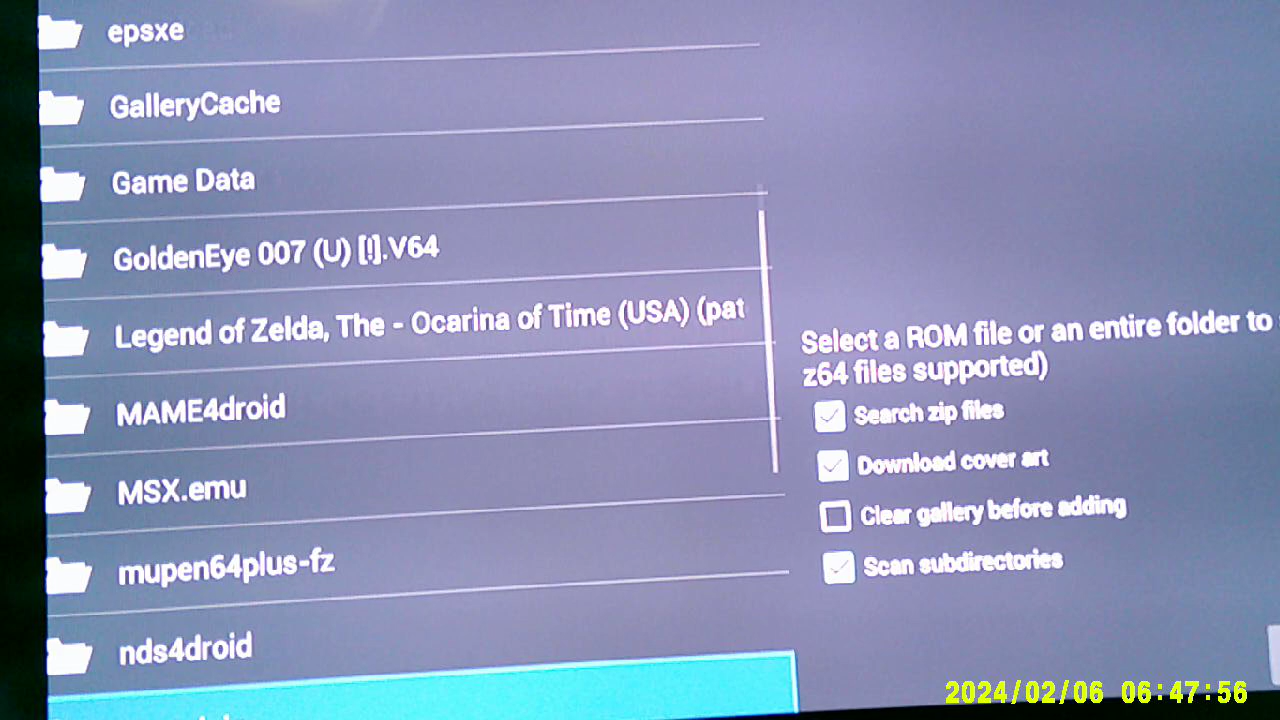 epsxe
GalleryCache
Game Data
GoldenEye 007 (U) [!].V64
Legend of Zelda, The - Ocarina of Time (USA) (pat
MAME4droid
MSX.emu
mupen64plus-fz
nds4droid
Select a ROM file or an entire folder to
z64 files supported)
Search zip files
Download cover art
Clear gallery before adding
Scan subdirectories
2024/02/06 06:47:56